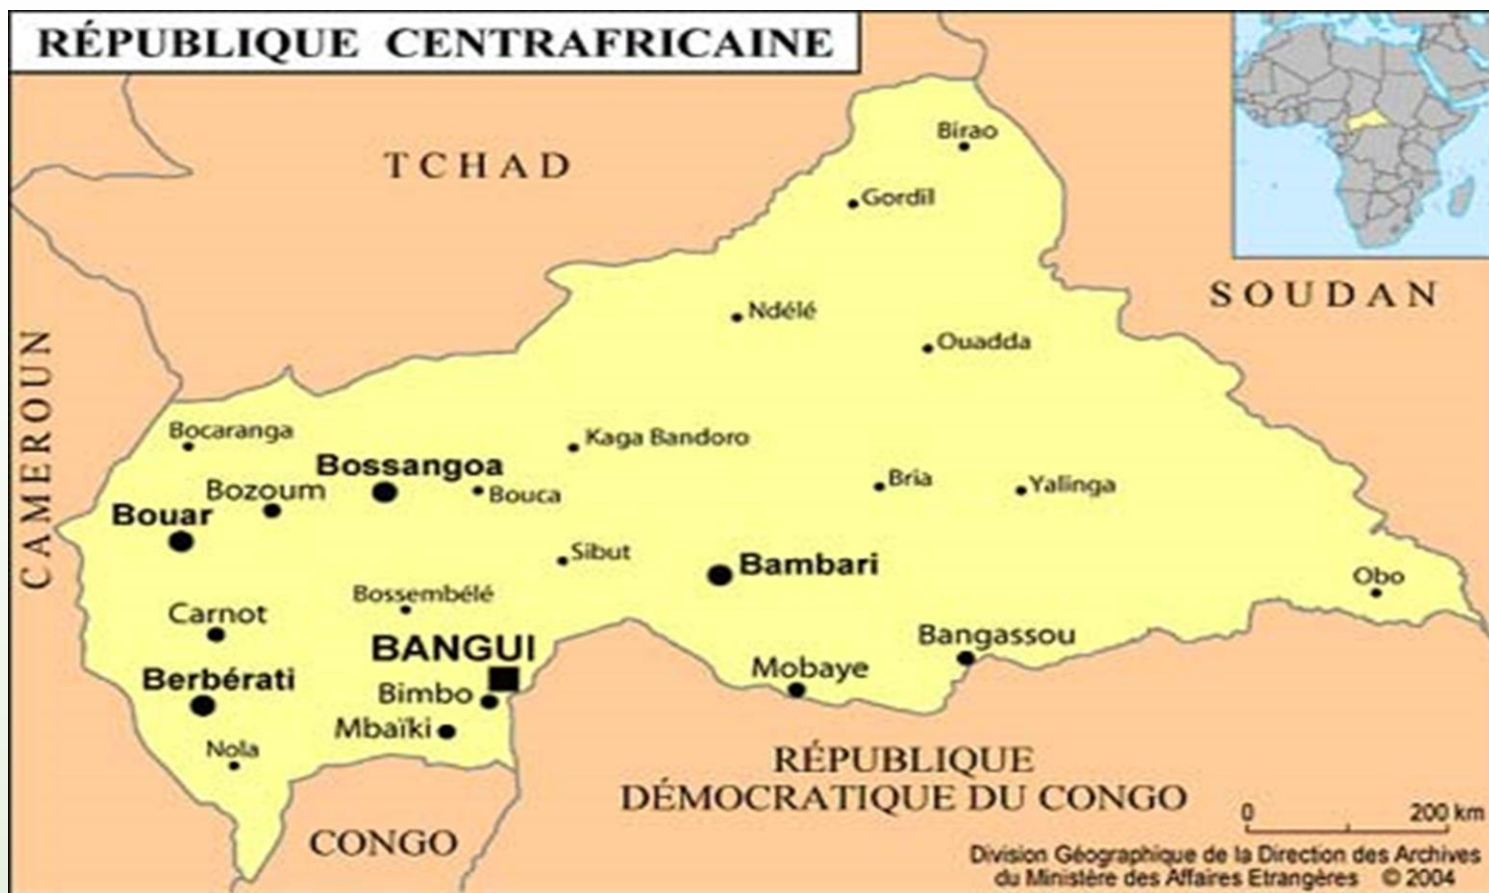 RÉPUBLIQUE CENTRAFRICAINE
TCHAD
Birao
Gordil
SOUDAN
Ndélé
Ouadda
CAMEROUN
Bocaranga
Kaga Bandoro
Bossangoa
Bozoum
Bouca
Bria
Yalinga
Bouar
Sibut
Bambari
Obo
Bossembélé
Carnot
BANGUI
Bangassou
Mobaye
Berbérati
Bimbo
Mbaïki
Nola
RÉPUBLIQUE
DÉMOCRATIQUE DU CONGO
CONGO
0 200 km
Division Géographique de la Direction des Archives
du Ministère des Affaires Etrangères © 2004